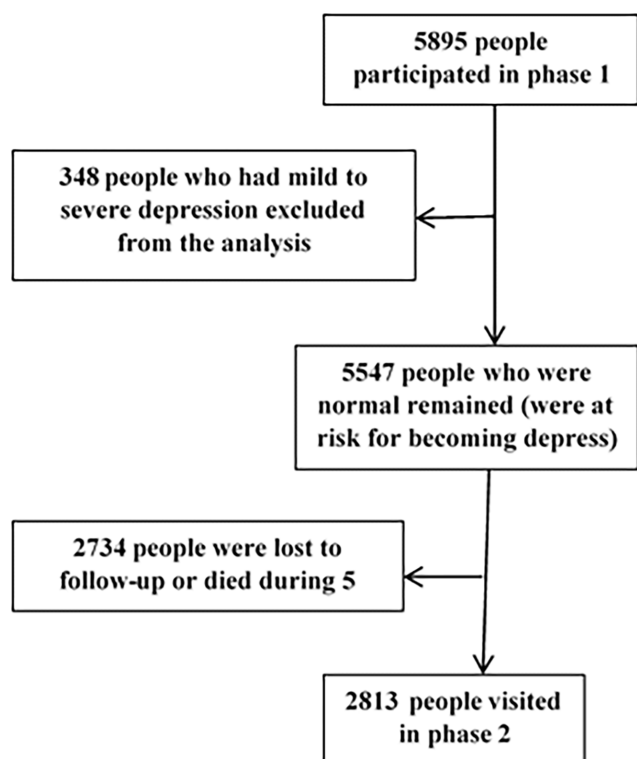 5895 people
participated in phase 1
348 people who had mild to
severe depression excluded
from the analysis
5547 people who were
normal remained (were at
risk for becoming depress)
2734 people were lost to
follow-up or died during 5
2813 people visited
in phase 2